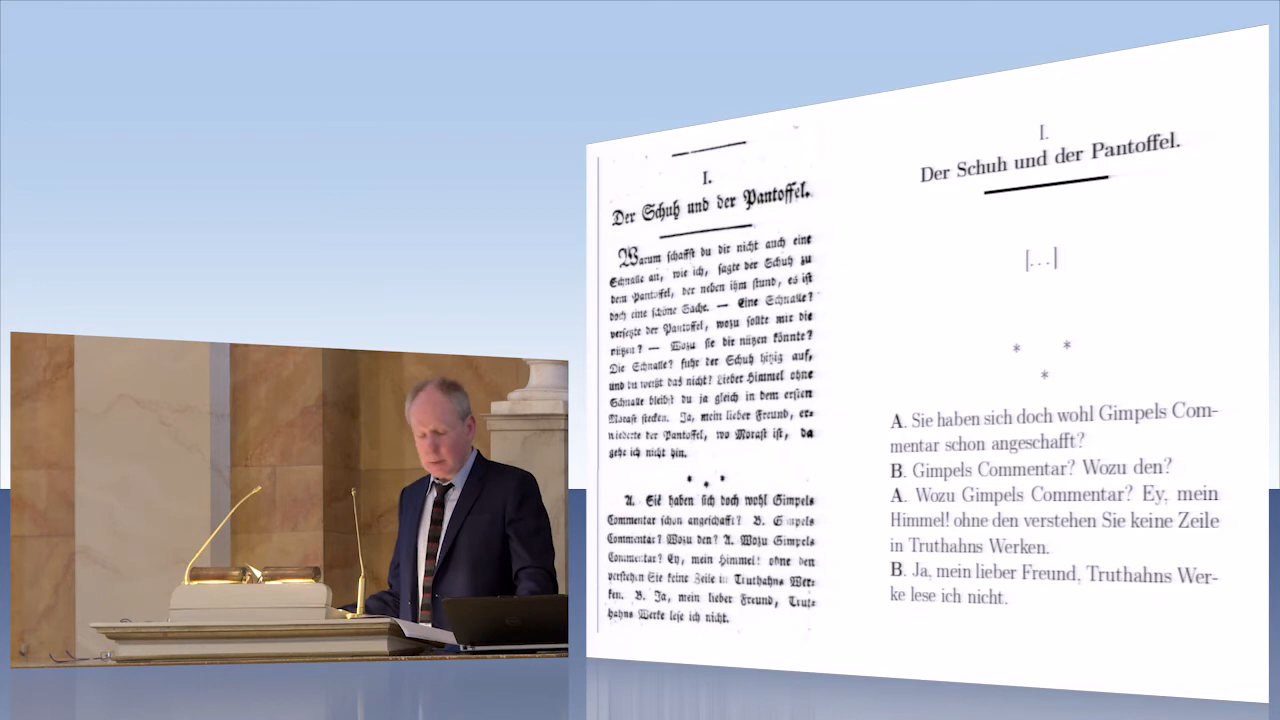 I.
Der Schuh und der Pantoffel.
Warum schaffst du dir nicht auch eine
Schnalle an, wie ich, sagte der Schuh zu
dem Pantoffel, der neben ihm stund, es ist
doch eine schöne Sache. — Eine Schnalle?
versetzte der Pantoffel, wozu sollte mir die
nützen? — Wozu sie dir nützen könnte?
Die Schnalle? fuhr der Schuh hitzig auf,
und du weißt das nicht? Lieber Himmel ohne
Schnalle bleibst du ja gleich in dem ersten
Morast stecken. Ja, mein lieber Freund, er-
wiederte der Pantoffel, wo Morast ist, da
gehe ich nicht hin.
* * *
A. Sie haben sich doch wohl Gimpels
Commentar schon angeschafft? B. Gimpels
Commentar? Wozu den? A. Wozu Gimpels
Commentar? Ey, mein Himmel! ohne den
verstehen Sie keine Zeile in Truthahns Wer-
ken. B. Ja, mein lieber Freund, Trut-
hahns Werke lese ich nicht.
I.
Der Schuh und der Pantoffel.
[...]
* *
*
A. Sie haben sich doch wohl Gimpels Com-
mentar schon angeschafft?
B. Gimpels Commentar? Wozu den?
A. Wozu Gimpels Commentar? Ey, mein
Himmel! ohne den verstehen Sie keine Zeile
in Truthahns Werken.
B. Ja, mein lieber Freund, Truthahns Wer-
ke lese ich nicht.